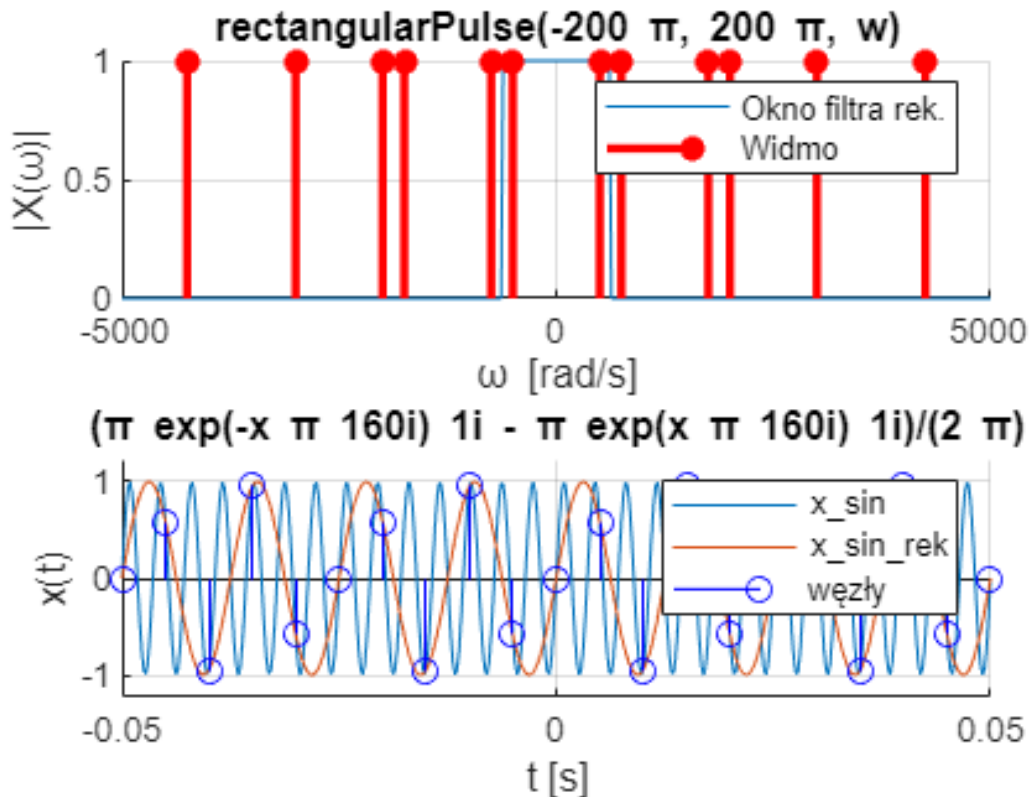 rectangularPulse(-200 π, 200 π, w)
1
0.5
0
|X(ω)|
Okno filtra rek.
Widmo
-5000
0
5000
ω [rad/s]
(π exp(-x π 160i) 1i - π exp(x π 160i) 1i)/(2 π)
1
0
-1
x(t)
x_sin
x_sin_rek
węzły
-0.05
0
0.05
t [s]